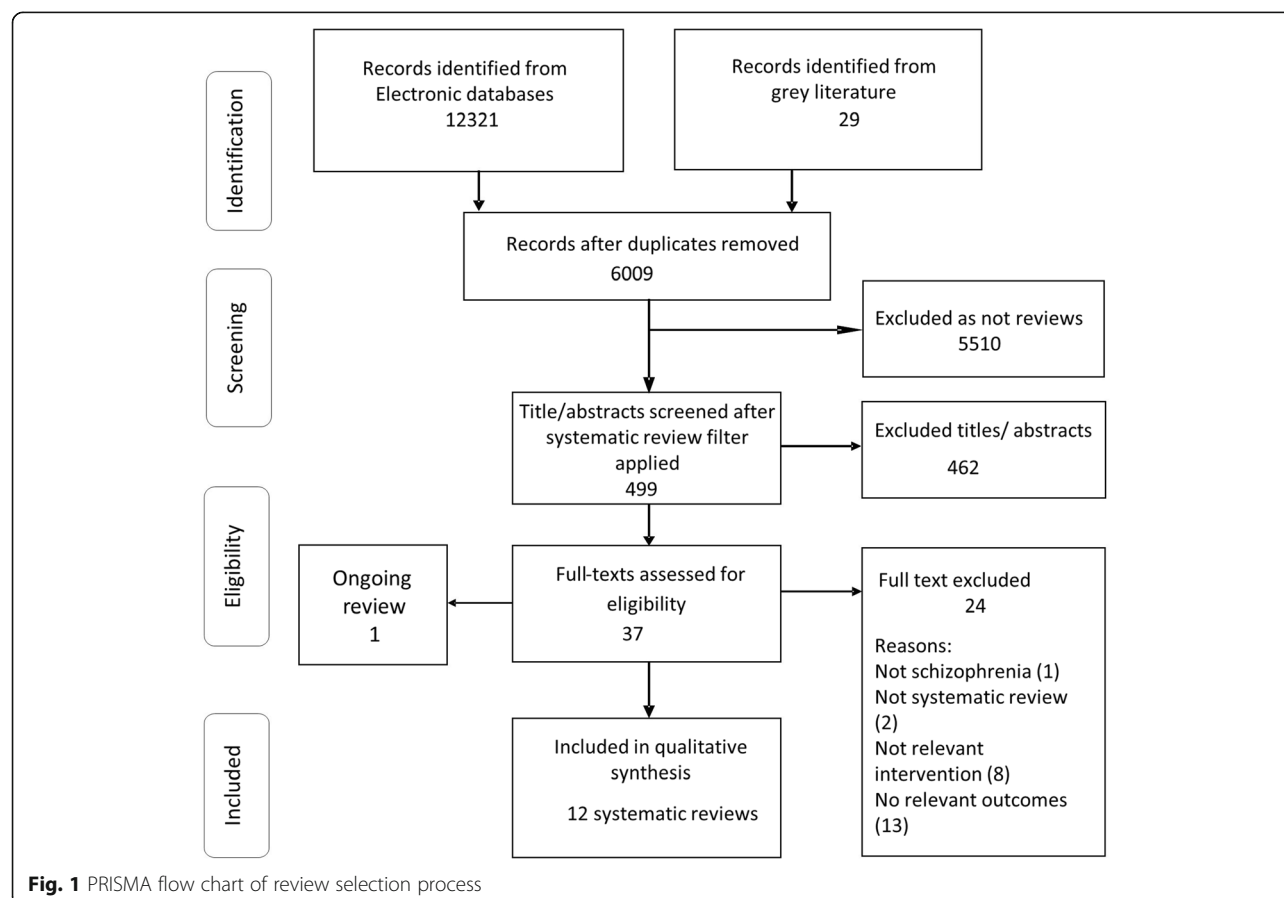 Identification
Records identified from
Electronic databases
12321
Records identified from
grey literature
29
Records after duplicates removed
6009
Screening
Excluded as not reviews
5510
Title/abstracts screened after
systematic review filter
applied
499
Excluded titles/ abstracts
462
Eligibility
Ongoing
review
1
Full-texts assessed for
eligibility
37
Full text excluded
24
Reasons:
Not schizophrenia (1)
Not systematic review
(2)
Not relevant
intervention (8)
No relevant outcomes
(13)
Included
Included in qualitative
synthesis
12 systematic reviews
Fig. 1 PRISMA flow chart of review selection process